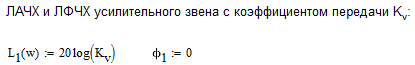 ЛАЧХ и ЛФЧХ усилительного звена с коэффициентом передачи Kv:
L1(w) := 20log(Kv) ϕ1 := 0